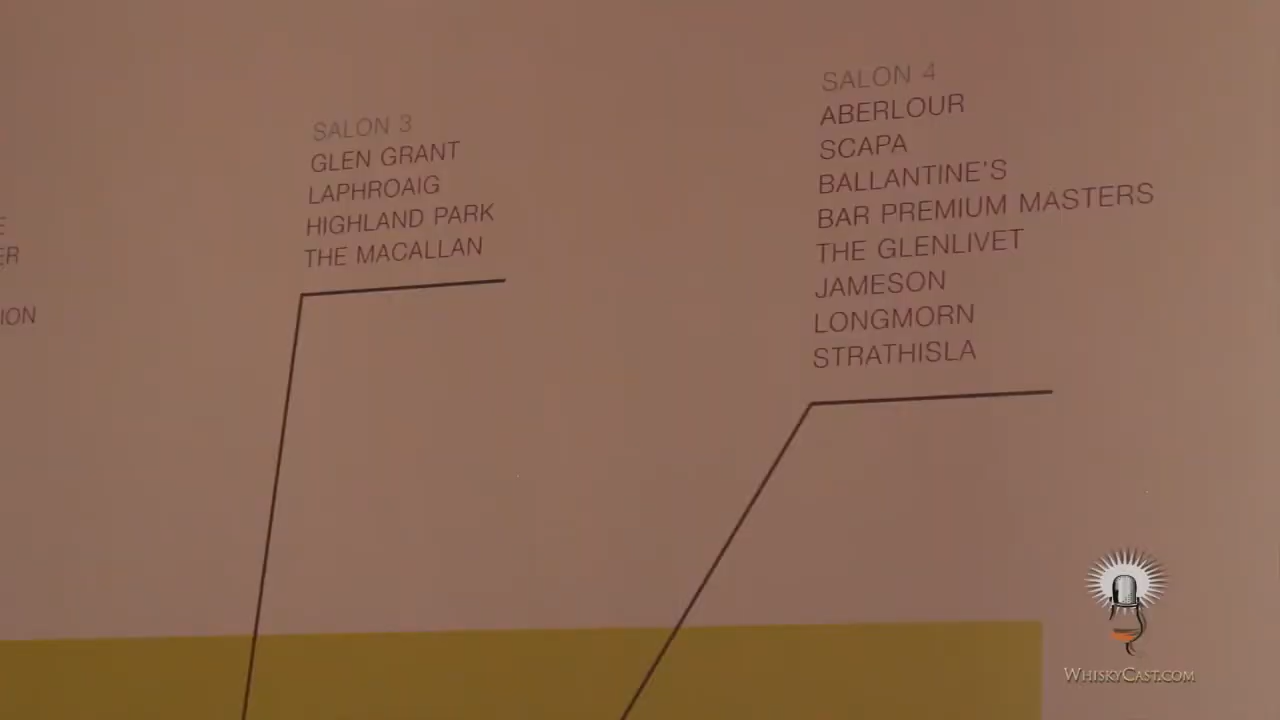 SALON 3
GLEN GRANT
LAPHROAIG
HIGHLAND PARK
THE MACALLAN
SALON 4
ABERLOUR
SCAPA
BALLANTINE'S
BAR PREMIUM MASTERS
THE GLENLIVET
JAMESON
LONGMORN
STRATHISLA
WHISKYCAST.COM